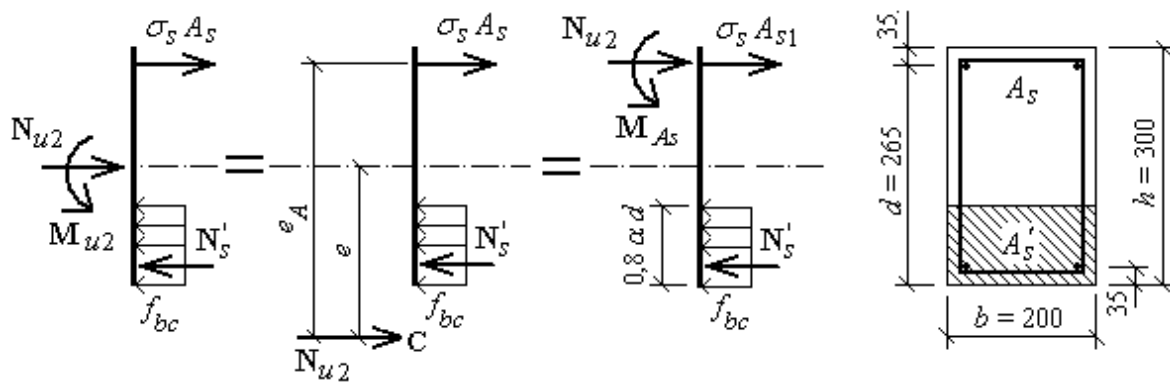 σs As
Nu2
Mu2
N's
fbc
=
σs As
eA
e
N's
fbc
Nu2
C
=
Nu2
σs As1
MAs
0,8 α d
N's
fbc
35
d = 265
As
A's
h = 300
35
b = 200